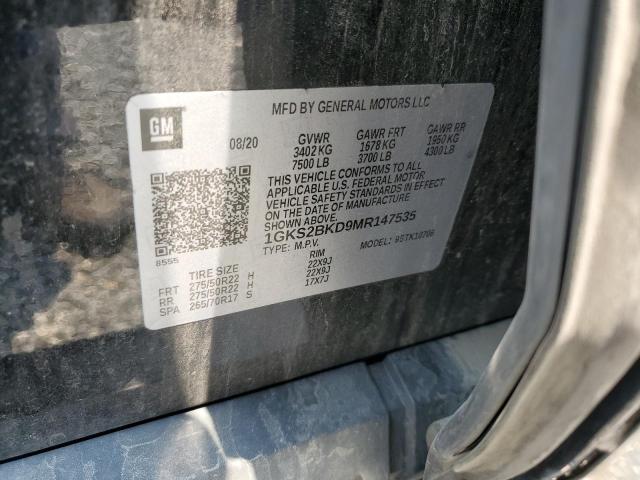 MFD BY GENERAL MOTORS LLC
GM
08/20
GVWR GAWR FRT GAWR RR
3402 KG 1678 KG 1950 KG
7500 LB 3700 LB 4300 LB
THIS VEHICLE CONFORMS TO ALL
APPLICABLE U.S. FEDERAL MOTOR
VEHICLE SAFETY STANDARDS IN EFFECT
ON THE DATE OF MANUFACTURE
1GKS2BKD9MR147535
TYPE: M.P.V. MODEL: 9STK10706
8555
TIRE SIZE RIM
FRT 275/50R22 H 22X9J
RR 275/50R22 H 22X9J
SPA 265/70R17 S 17X7J